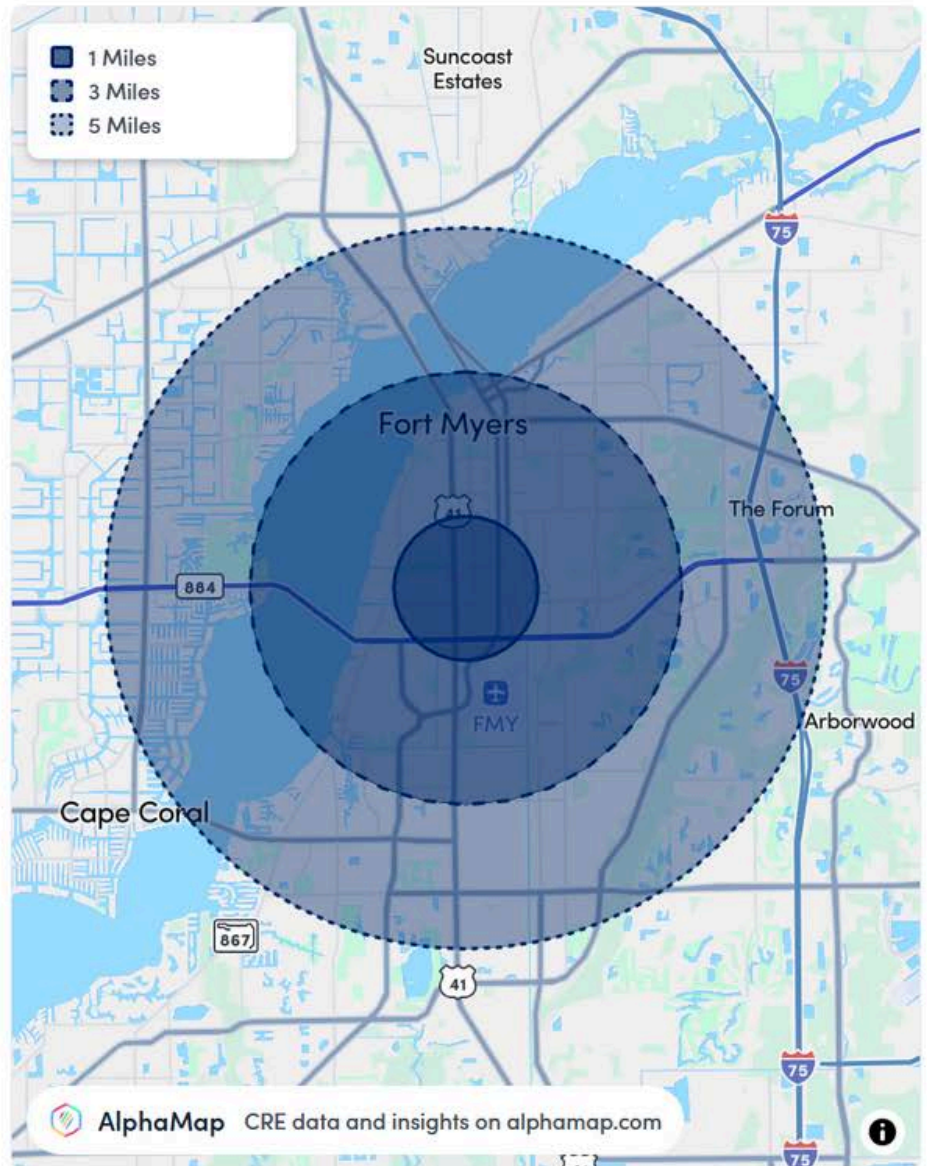 1 Miles
3 Miles
5 Miles
Suncoast
Estates
75
Fort Myers
41
The Forum
884
75
FMY
Arborwood
Cape Coral
867
41
75
AlphaMap CRE data and insights on alphamap.com
75